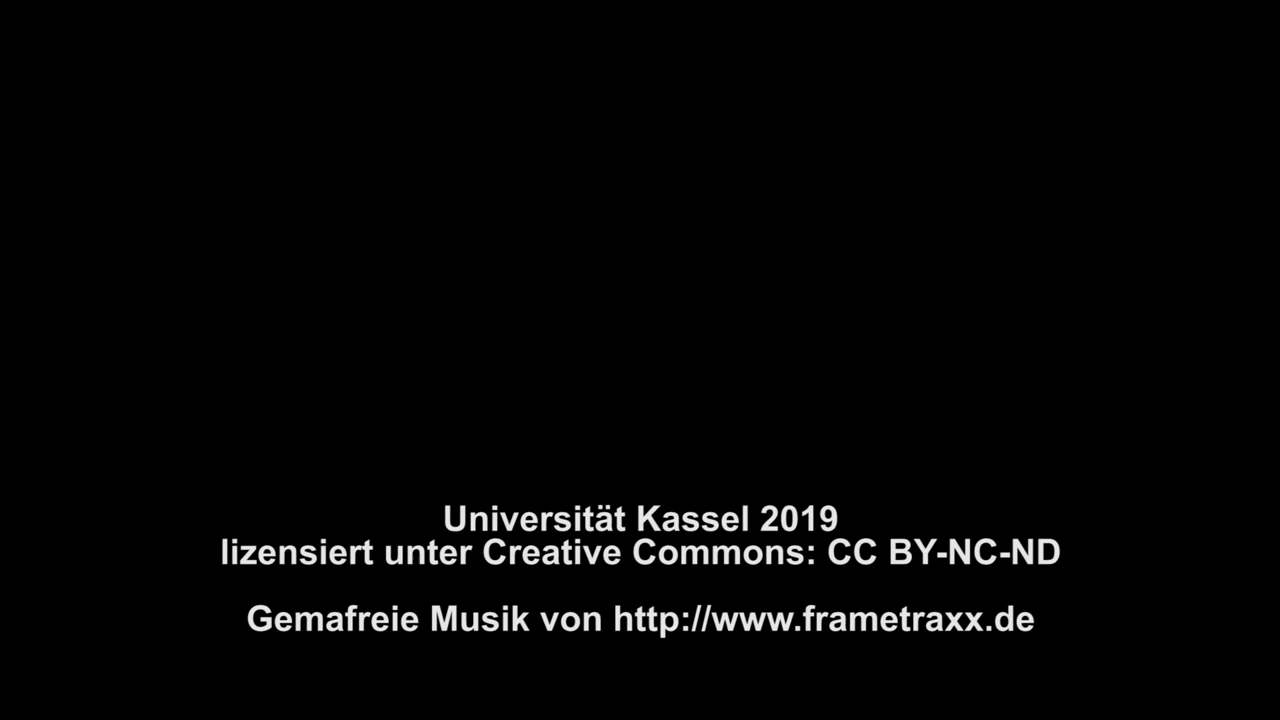 Universität Kassel 2019
lizensiert unter Creative Commons: CC BY-NC-ND
Gemafreie Musik von http://www.frametraxx.de